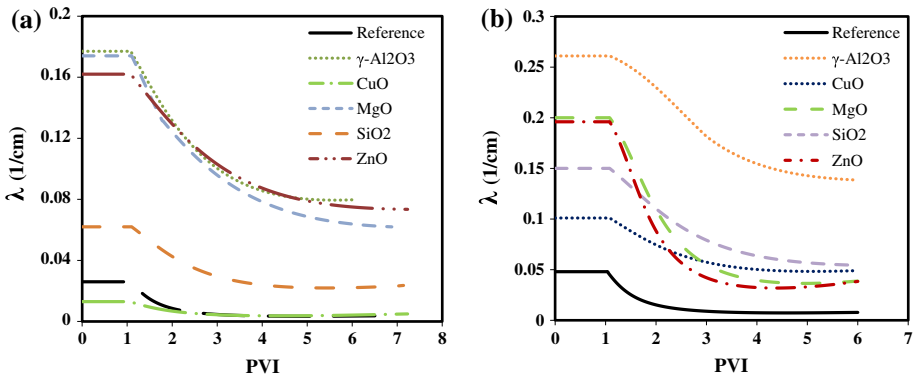 (a)
0.2
0.16
0.12
0.08
0.04
0
λ (1/cm)
0 1 2 3 4 5 6 7 8
PVI
Reference
γ-Al2O3
CuO
MgO
SiO2
ZnO
(b)
0.3
0.25
0.2
0.15
0.1
0.05
0
λ (1/cm)
0 1 2 3 4 5 6 7
PVI
Reference
γ-Al2O3
CuO
MgO
SiO2
ZnO